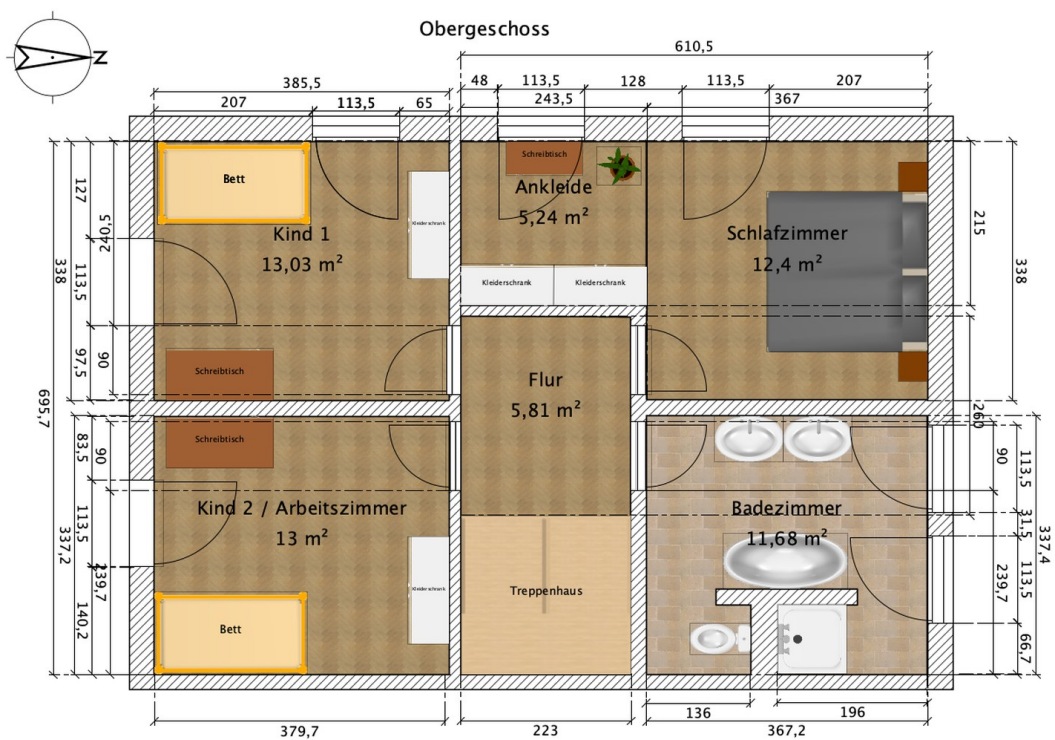 Obergeschoss
N
610,5
385,5
48
113,5
128
113,5
207
207
113,5
65
243,5
367
Bett
Schreibtisch
Kleiderschrank
Ankleide
5,24 m²
Kind 1
13,03 m²
Schlafzimmer
12,4 m²
Kleiderschrank
Kleiderschrank
127
240,5
338
113,5
97,5
90
215
338
Schreibtisch
Flur
5,81 m²
695,7
260
Schreibtisch
83,5
90
90
113,5
Kind 2 / Arbeitszimmer
13 m²
Badezimmer
11,68 m²
113,5
337,2
239,7
140,2
31,5
337,4
113,5
239,7
66,7
Kleiderschrank
Treppenhaus
Bett
136
196
379,7
223
367,2